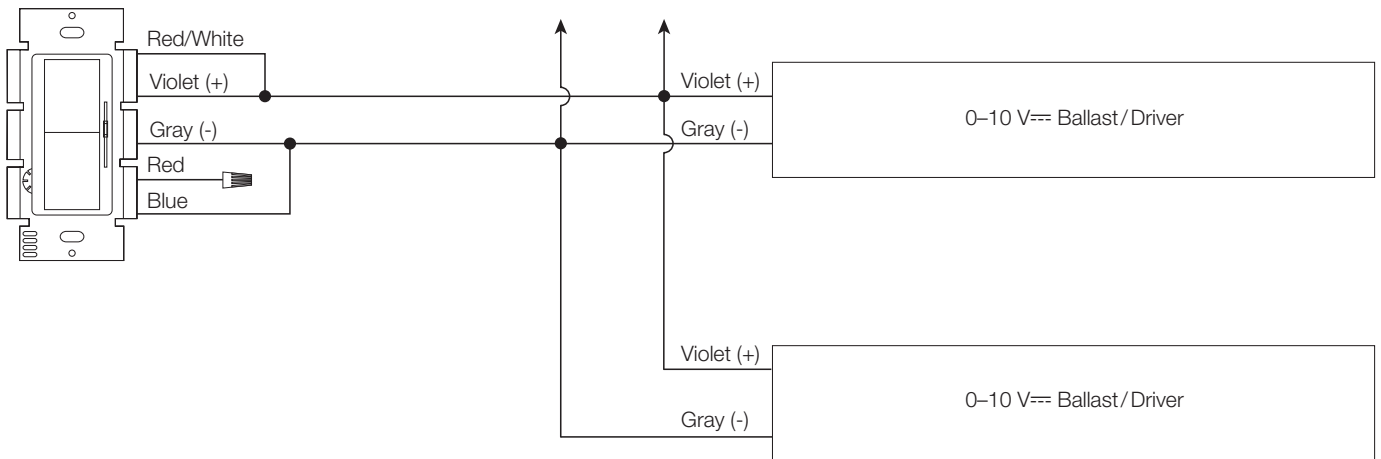 Red/White
Violet (+)
Gray (-)
Red
Blue
Violet (+)
Gray (-)
0–10 V⎓ Ballast/Driver
Violet (+)
Gray (-)
0–10 V⎓ Ballast/Driver